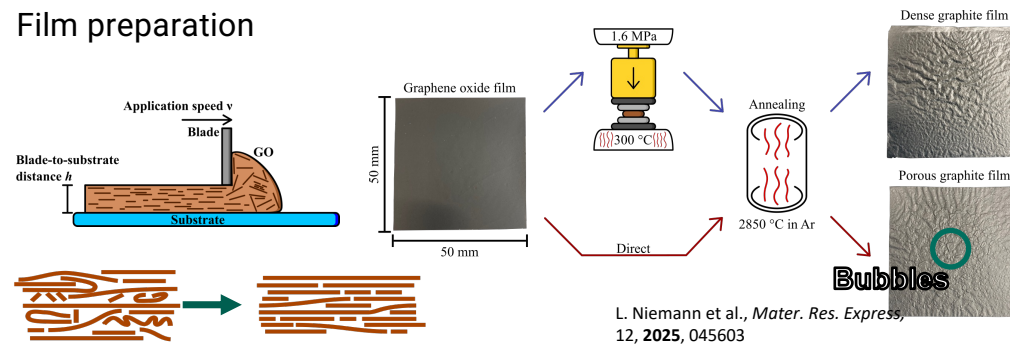 Film preparation
Application speed v
Blade
GO
Blade-to-substrate
distance h
Substrate
Graphene oxide film
50 mm
50 mm
1.6 MPa
300 °C
Direct
Annealing
2850 °C in Ar
Dense graphite film
Porous graphite film
Bubbles
L. Niemann et al., Mater. Res. Express,
12, 2025, 045603